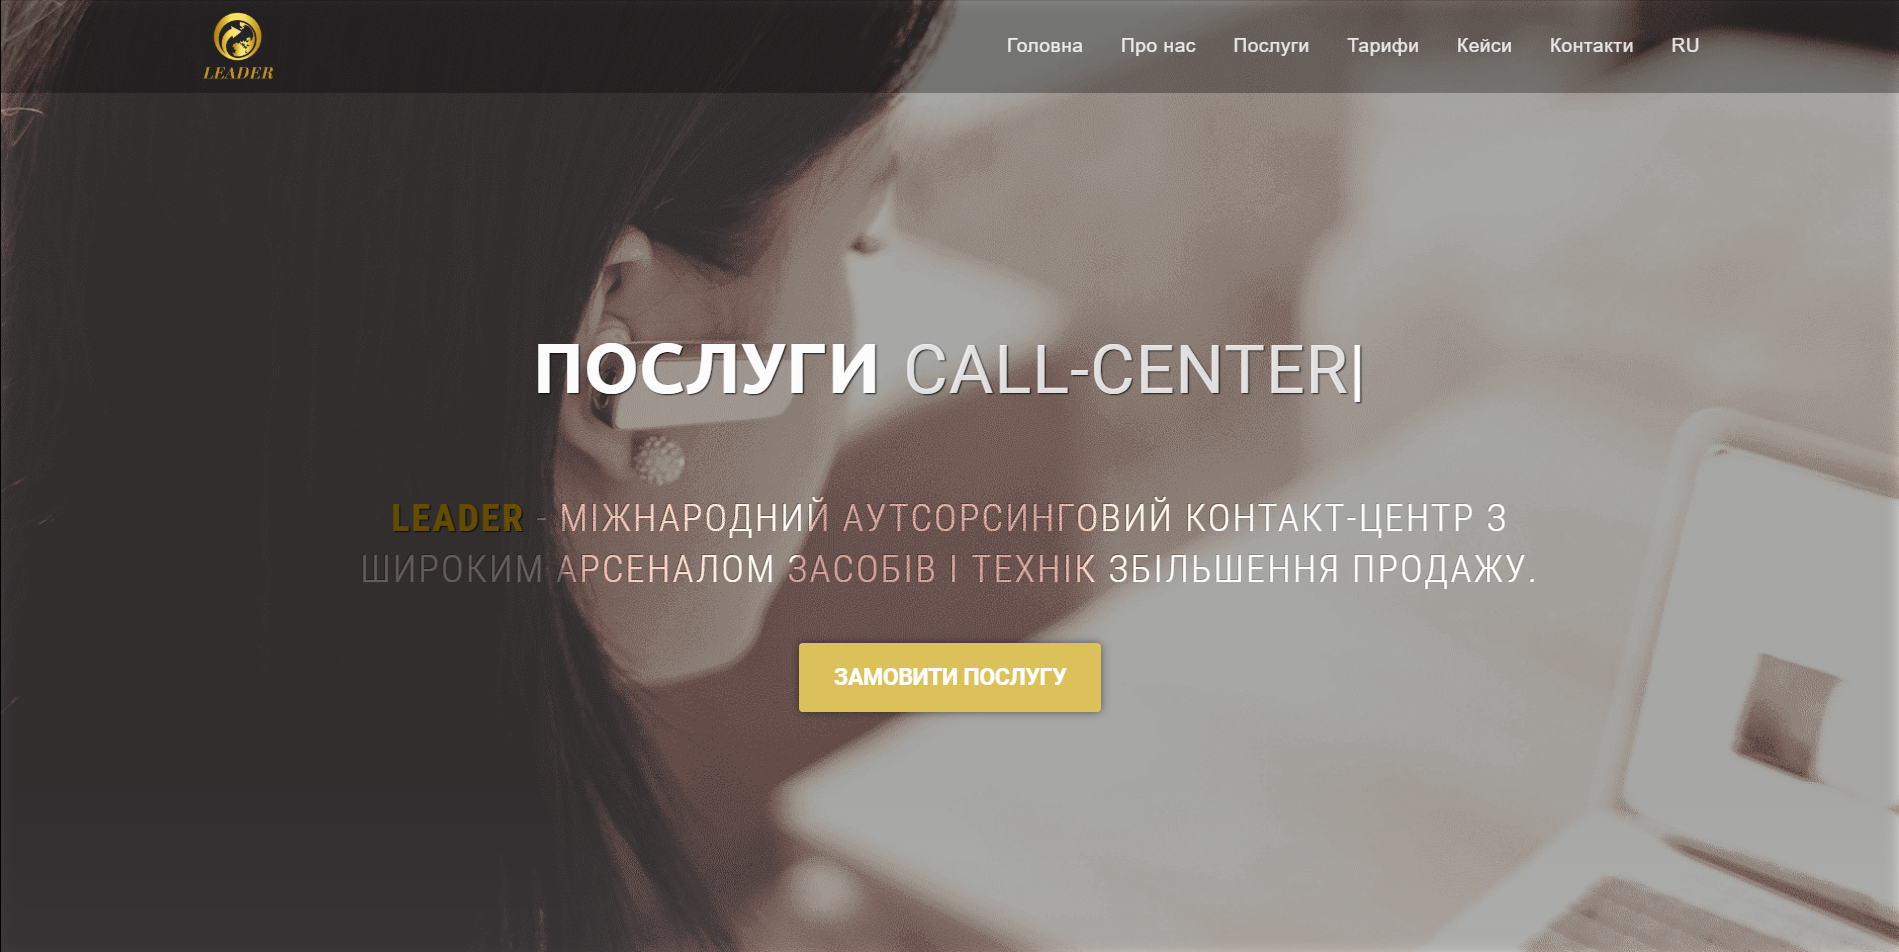 LEADER
Головна Про нас Послуги Тарифи Кейси Контакти RU
ПОСЛУГИ CALL-CENTER|
LEADER - МІЖНАРОДНИЙ АУТСОРСИНГОВИЙ КОНТАКТ-ЦЕНТР З
ШИРОКИМ АРСЕНАЛОМ ЗАСОБІВ І ТЕХНІК ЗБІЛЬШЕННЯ ПРОДАЖУ.
ЗАМОВИТИ ПОСЛУГУ